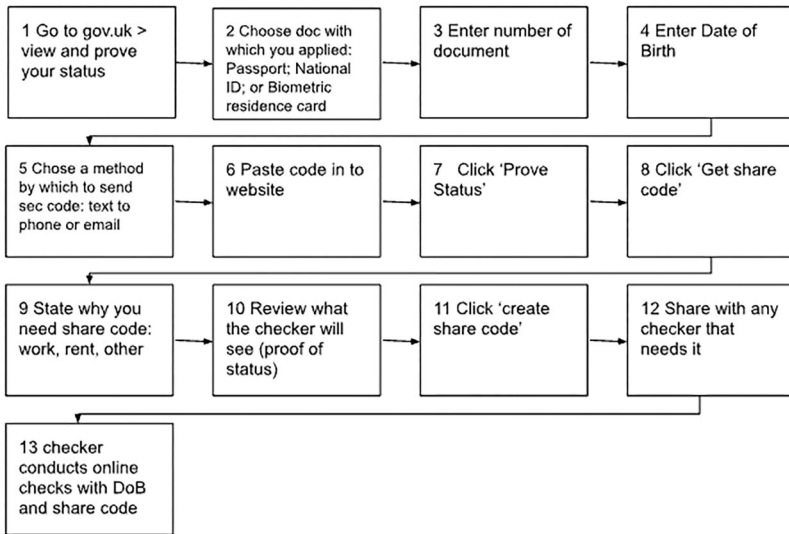 1 Go to gov.uk >
view and prove
your status
2 Choose doc with
which you applied:
Passport; National
ID; or Biometric
residence card
3 Enter number of
document
4 Enter Date of
Birth
5 Chose a method
by which to send
sec code: text to
phone or email
6 Paste code in to
website
7 Click ‘Prove
Status’
8 Click ‘Get share
code’
9 State why you
need share code:
work, rent, other
10 Review what
the checker will
see (proof of
status)
11 Click ‘create
share code’
12 Share with any
checker that
needs it
13 checker
conducts online
checks with DoB
and share code